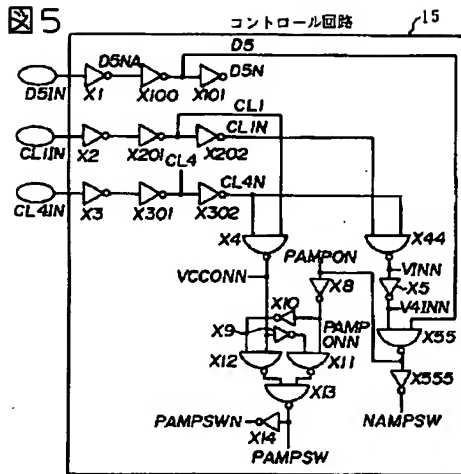 図5
コントロール回路
15
D5
D5NA
D5N
D5IN
X1
X100
X101
CL1
CL1N
CL1IN
X2
X201
X202
CL4
CL4N
CL4IN
X3
X301
X302
X4
X44
PAMPON
VINN
VCCONN
X8
X5
X10
V4INN
X9
PAMP
ONN
X55
X12
X11
X13
X555
PAMPSWN
X14
NAMPSW
PAMPSW